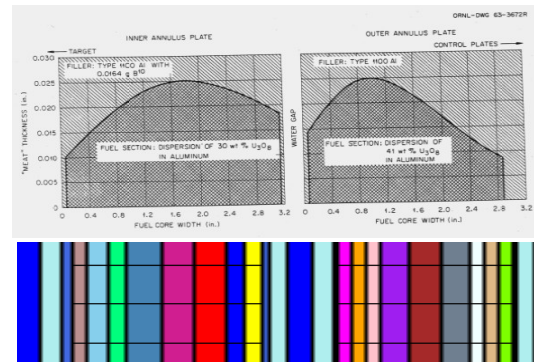 ORNL-DWG 63-3672R
INNER ANNULUS PLATE
OUTER ANNULUS PLATE
TARGET
CONTROL PLATES
FILLER: TYPE 1100 Al WITH
0.0164 g B10
FILLER: TYPE 1100 Al
"MEAT" THICKNESS (in.)
0.030
0.025
0.020
0.015
0.010
0.005
0
FUEL SECTION: DISPERSION OF 30 wt % U3O8
IN ALUMINUM
WATER GAP
FUEL SECTION: DISPERSION OF
41 wt % U3O8
IN ALUMINUM
0 0.4 0.8 1.2 1.6 2.0 2.4 2.8 3.2
FUEL CORE WIDTH (in.)
0 0.4 0.8 1.2 1.6 2.0 2.4 2.8 3.2
FUEL CORE WIDTH (in.)